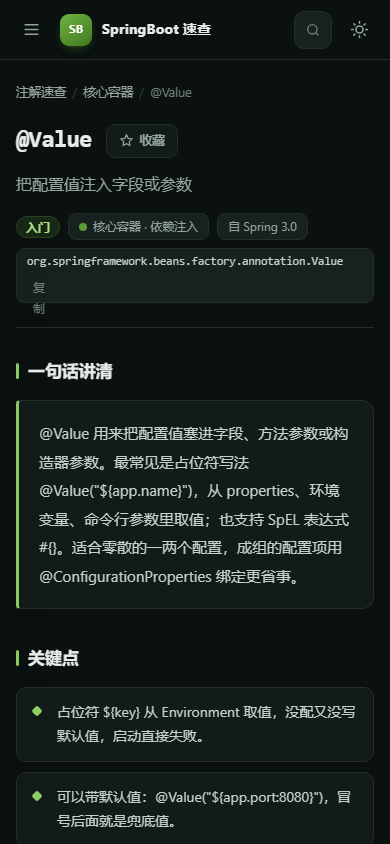 SB SpringBoot 速查
注解速查 / 核心容器 / @Value
@Value 收藏
把配置值注入字段或参数
入门 核心容器 · 依赖注入 自 Spring 3.0
org.springframework.beans.factory.annotation.Value
复
制
一句话讲清
@Value 用来把配置值塞进字段、方法参数或构
造器参数。最常见是占位符写法
@Value("${app.name}")，从 properties、环境
变量、命令行参数里取值；也支持 SpEL 表达式
#{}。适合零散的一两个配置，成组的配置项用
@ConfigurationProperties 绑定更省事。
关键点
占位符 ${key} 从 Environment 取值，没配又没写
默认值，启动直接失败。
可以带默认值：@Value("${app.port:8080}")，冒
号后面就是兜底值。